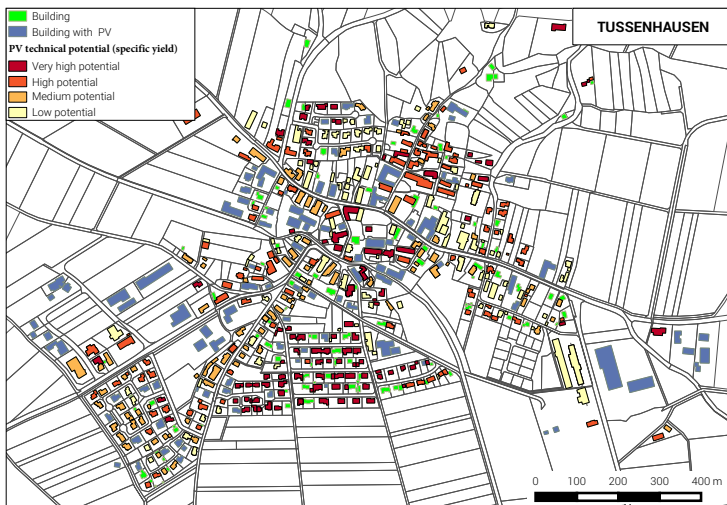 Building
Building with PV
PV technical potential (specific yield)
Very high potential
High potential
Medium potential
Low potential
TUSSENHAUSEN
0 100 200 300 400 m